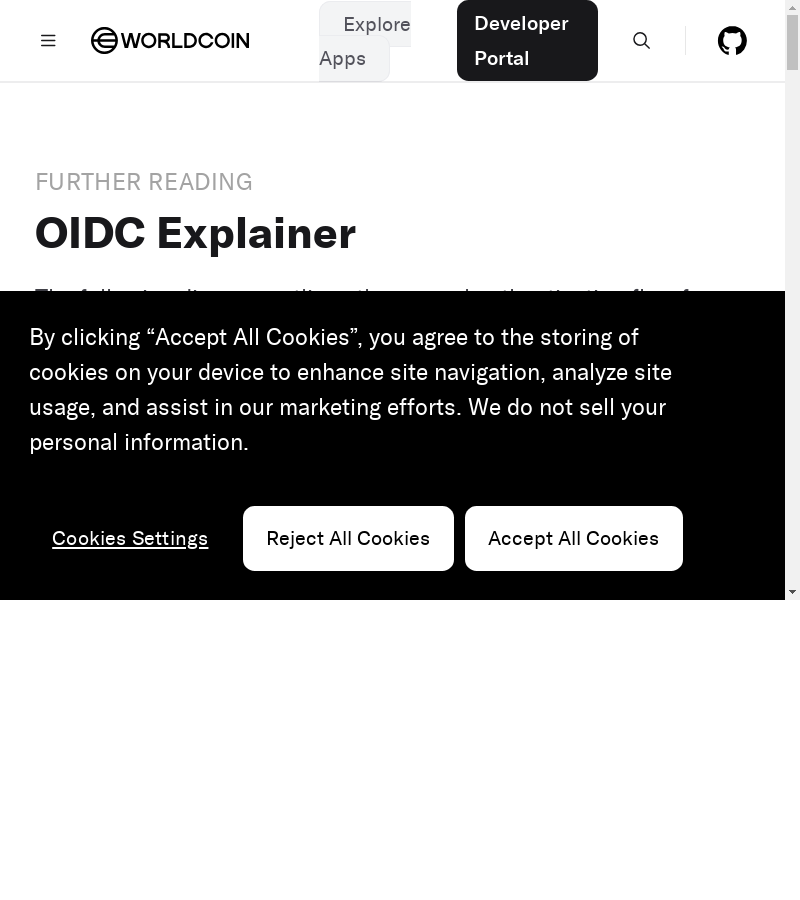 WORLDCOIN
Explore
Apps
Developer
Portal
FURTHER READING
OIDC Explainer
By clicking “Accept All Cookies”, you agree to the storing of
cookies on your device to enhance site navigation, analyze site
usage, and assist in our marketing efforts. We do not sell your
personal information.
Cookies Settings
Reject All Cookies
Accept All Cookies